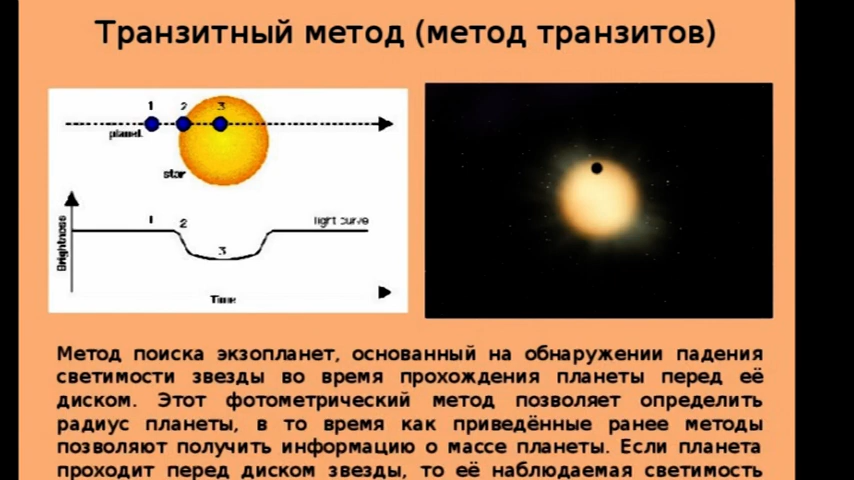 Транзитный метод (метод транзитов)
1 2 3
planet
star
1 2
light curve
3
Brightness
Time
Метод поиска экзопланет, основанный на обнаружении падения
светимости звезды во время прохождения планеты перед её
диском. Этот фотометрический метод позволяет определить
радиус планеты, в то время как приведённые ранее методы
позволяют получить информацию о массе планеты. Если планета
проходит перед диском звезды, то её наблюдаемая светимость